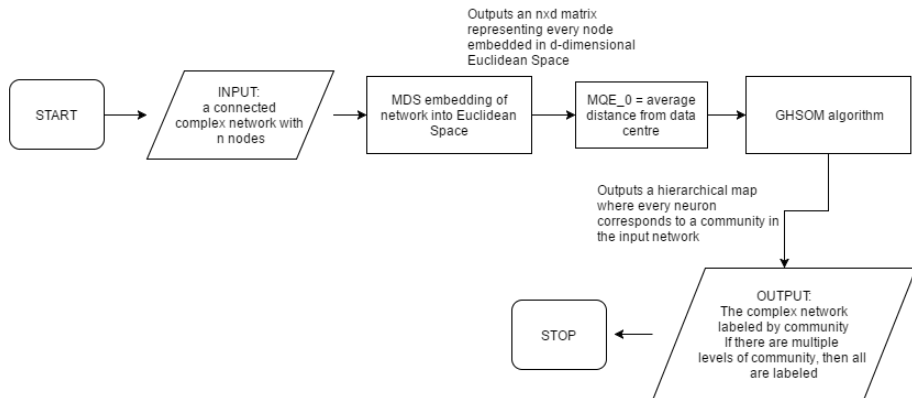 Outputs an nxd matrix
representing every node
embedded in d-dimensional
Euclidean Space
START
INPUT:
a connected
complex network with
n nodes
MDS embedding of
network into Euclidean
Space
MQE_0 = average
distance from data
centre
GHSOM algorithm
Outputs a hierarchical map
where every neuron
corresponds to a community in
the input network
OUTPUT:
The complex network
labeled by community
If there are multiple
levels of community, then all
are labeled
STOP